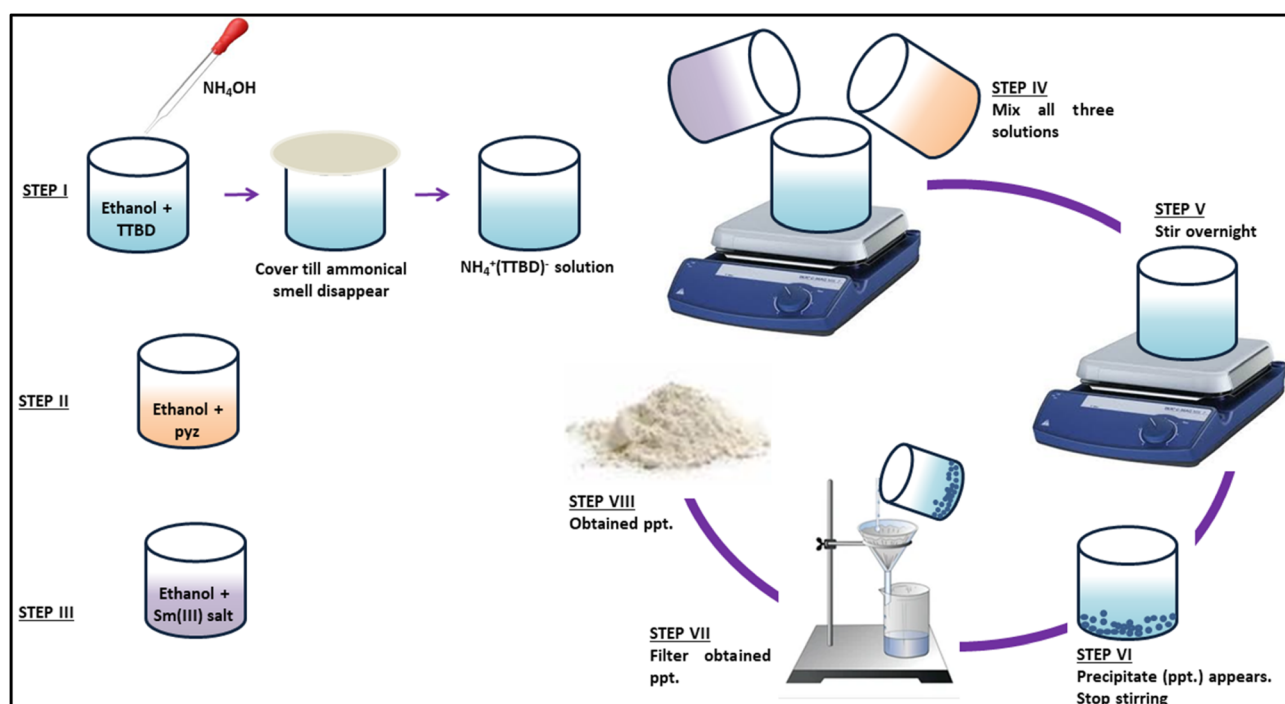 NH₄OH
STEP I
Ethanol +
TTBD
Cover till ammonical
smell disappear
NH₄⁺(TTBD)⁻ solution
STEP II
Ethanol +
pyz
STEP III
Ethanol +
Sm(III) salt
STEP IV
Mix all three
solutions
STEP V
Stir overnight
STEP VI
Precipitate (ppt.) appears.
Stop stirring
STEP VII
Filter obtained
ppt.
STEP VIII
Obtained ppt.